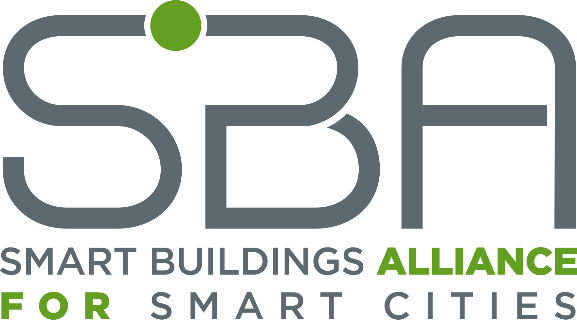 SBA
SMART BUILDINGS ALLIANCE
FOR SMART CITIES